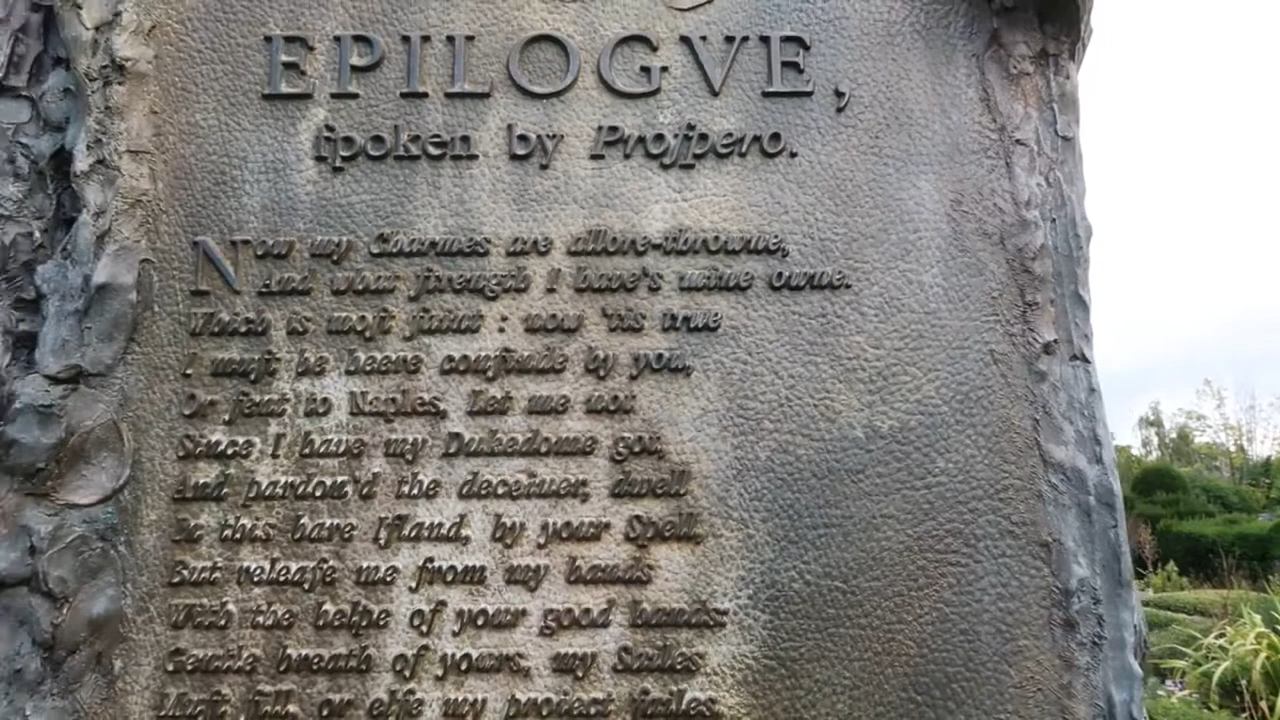 EPILOGVE,
ſpoken by Proſpero.
Now my Charmes are allore-throwne,
And what ſtrength I haue's mine owne.
Which is moſt faint : now 'tis true
I muſt be heere confinde by you,
Or ſent to Naples, Let me not
Since I haue my Dukedome got,
And pardon'd the deceiuer, dwell
In this bare Iſland, by your Spell,
But releaſe me from my bands
With the helpe of your good hands:
Gentle breath of yours, my Sailes
Muſt fill, or elſe my proiect failes,